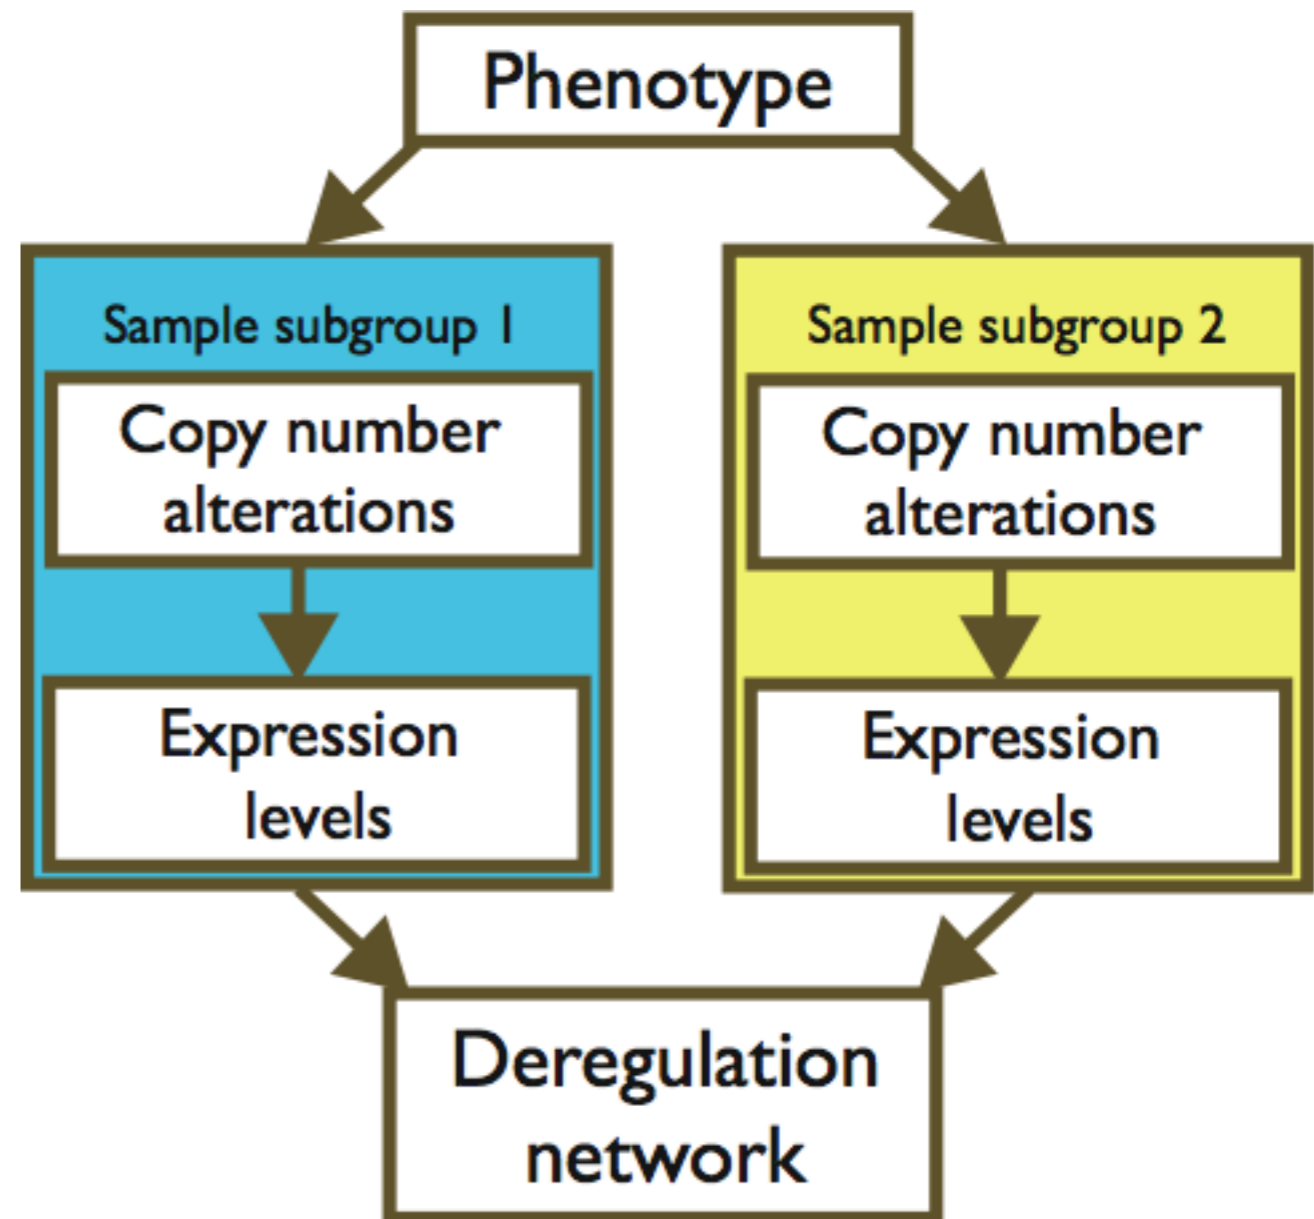 Phenotype
Sample subgroup 1
Copy number
alterations
Expression
levels
Sample subgroup 2
Copy number
alterations
Expression
levels
Deregulation
network